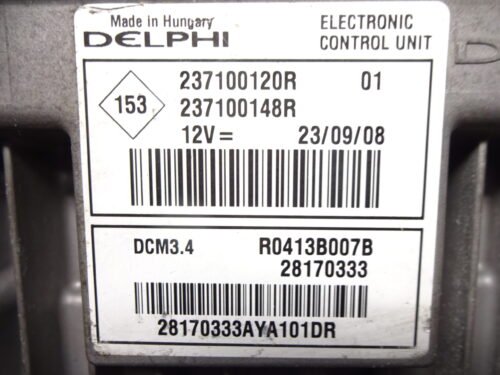 Made in Hungary
DELPHI
ELECTRONIC
CONTROL UNIT
153
237100120R 01
237100148R
12V= 23/09/08
DCM3.4 R0413B007B
28170333
28170333AYA101DR
D